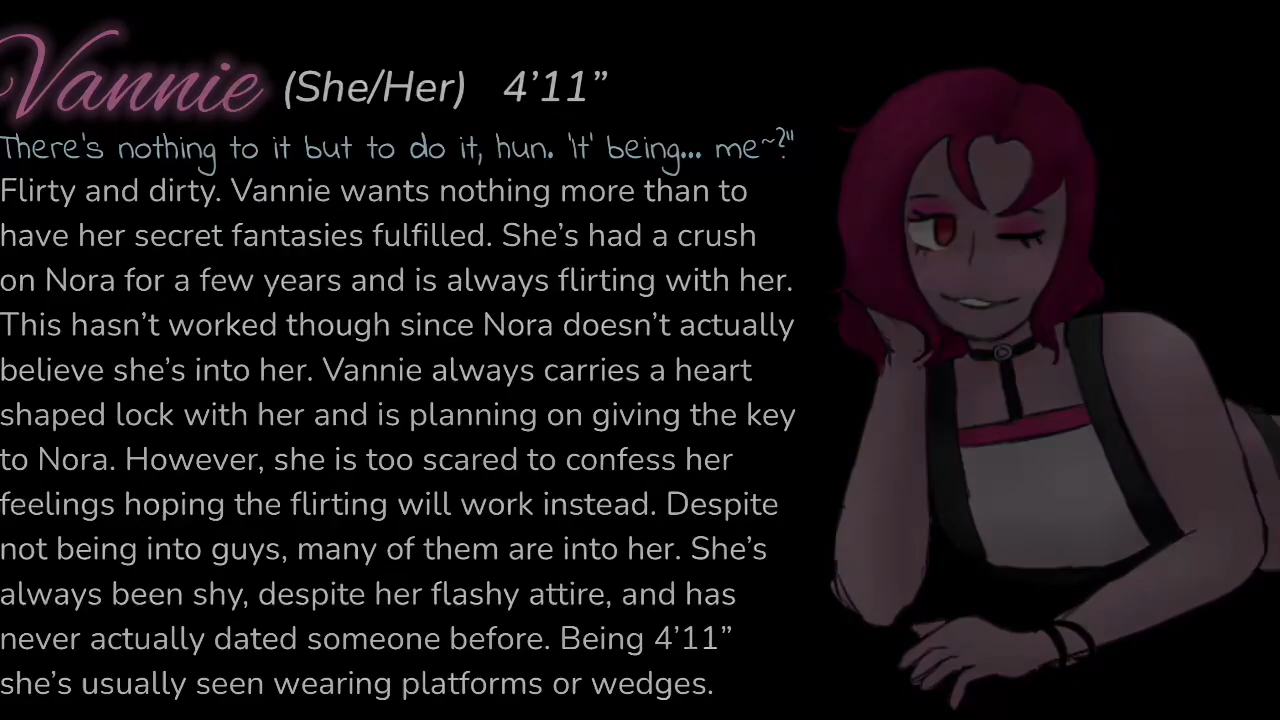 Vannie (She/Her) 4’11”
There's nothing to it but to do it, hun. 'It' being... me~?"
Flirty and dirty. Vannie wants nothing more than to
have her secret fantasies fulfilled. She’s had a crush
on Nora for a few years and is always flirting with her.
This hasn’t worked though since Nora doesn’t actually
believe she’s into her. Vannie always carries a heart
shaped lock with her and is planning on giving the key
to Nora. However, she is too scared to confess her
feelings hoping the flirting will work instead. Despite
not being into guys, many of them are into her. She’s
always been shy, despite her flashy attire, and has
never actually dated someone before. Being 4’11”
she’s usually seen wearing platforms or wedges.